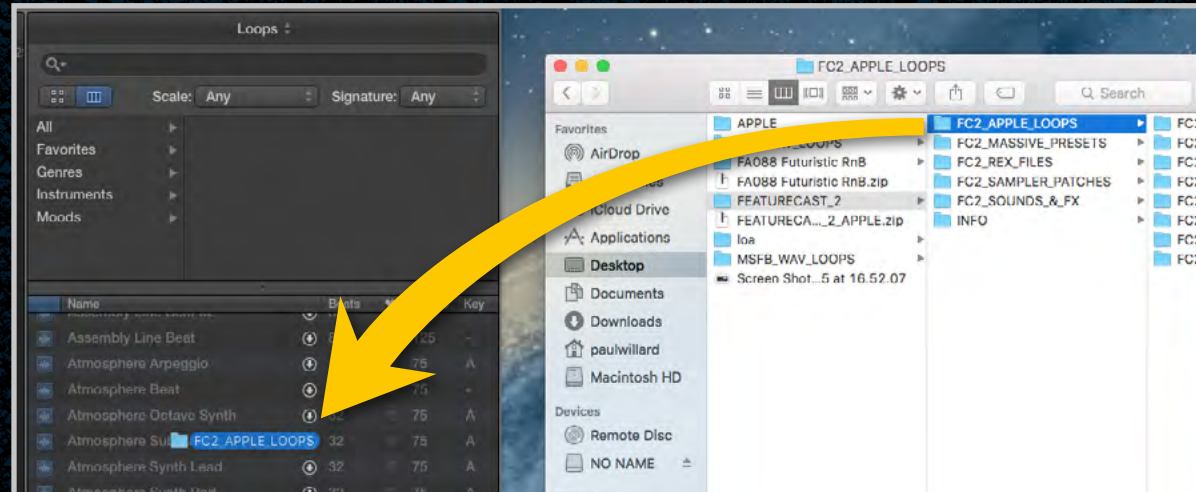 Loops
Scale: Any
Signature: Any
All
Favorites
Genres
Instruments
Moods
Name Beats Key
Assembly Line Beat 125 -
Atmosphere Arpeggio 75 A
Atmosphere Beat 75 -
Atmosphere Octave Synth 32 75 A
Atmosphere FC2_APPLE_LOOPS 32 75 A
Atmosphere Synth Lead 32 75 A
FC2_APPLE_LOOPS
Search
Favorites
AirDrop
iCloud Drive
Applications
Desktop
Documents
Downloads
paulwillard
Macintosh HD
Devices
Remote Disc
NO NAME
APPLE
FA088 Futuristic RnB
FA088 Futuristic RnB.zip
FEATURECAST_2
FEATURECA..._2_APPLE.zip
loa
MSFB_WAV_LOOPS
Screen Shot...5 at 16.52.07
FC2_APPLE_LOOPS
FC2_MASSIVE_PRESETS
FC2_REX_FILES
FC2_SAMPLER_PATCHES
FC2_SOUNDS_&_FX
INFO